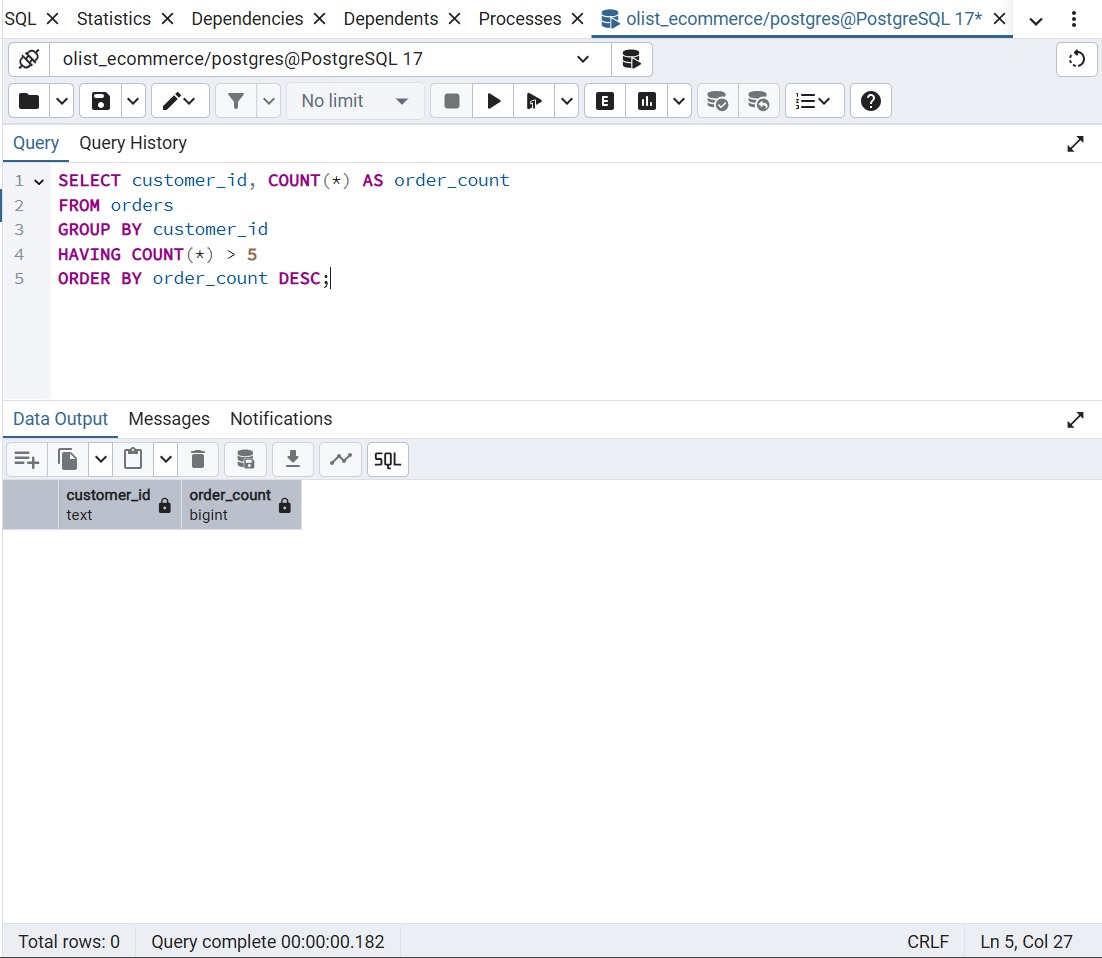 SQL Statistics Dependencies Dependents Processes olist_ecommerce/postgres@PostgreSQL 17*
olist_ecommerce/postgres@PostgreSQL 17
No limit E
Query Query History
1 SELECT customer_id, COUNT(*) AS order_count
2 FROM orders
3 GROUP BY customer_id
4 HAVING COUNT(*) > 5
5 ORDER BY order_count DESC;
Data Output Messages Notifications
SQL
customer_id order_count
text bigint
Total rows: 0 Query complete 00:00:00.182 CRLF Ln 5, Col 27